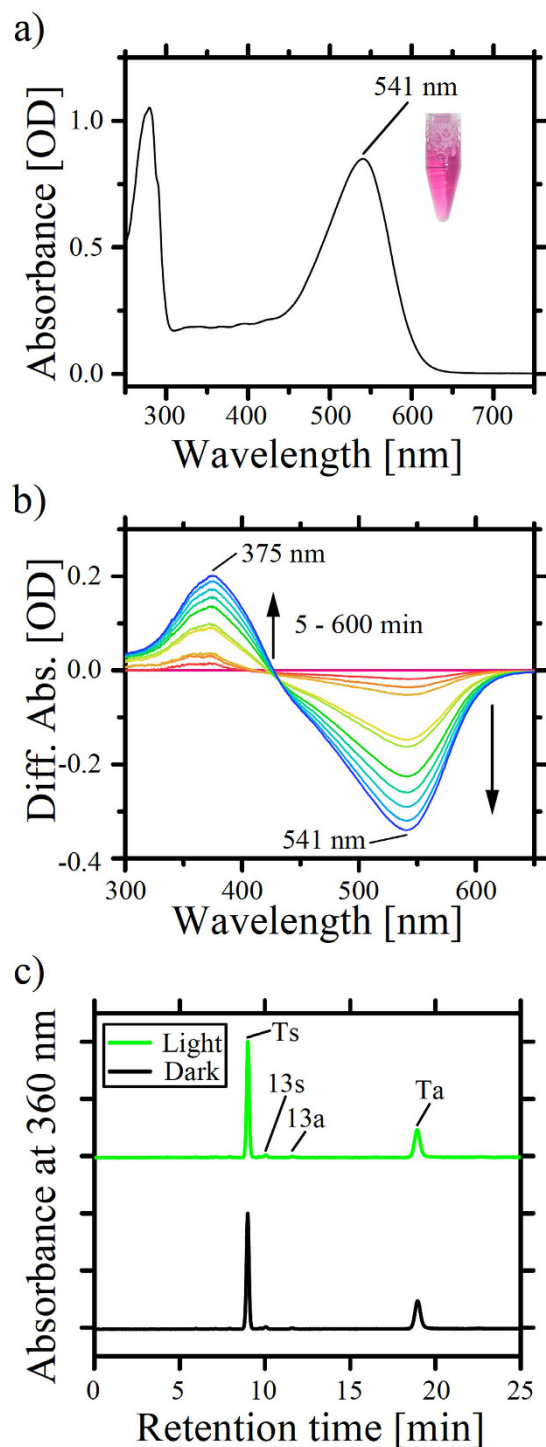 a)
541 nm
Absorbance [OD]
1.0
0.5
0.0
300 400 500 600 700
Wavelength [nm]
b)
375 nm
5 - 600 min
Diff. Abs. [OD]
0.2
0.0
-0.2
-0.4
541 nm
300 400 500 600
Wavelength [nm]
c)
Light
Dark
Ts
13s
13a
Ta
Absorbance at 360 nm
0 5 10 15 20 25
Retention time [min]